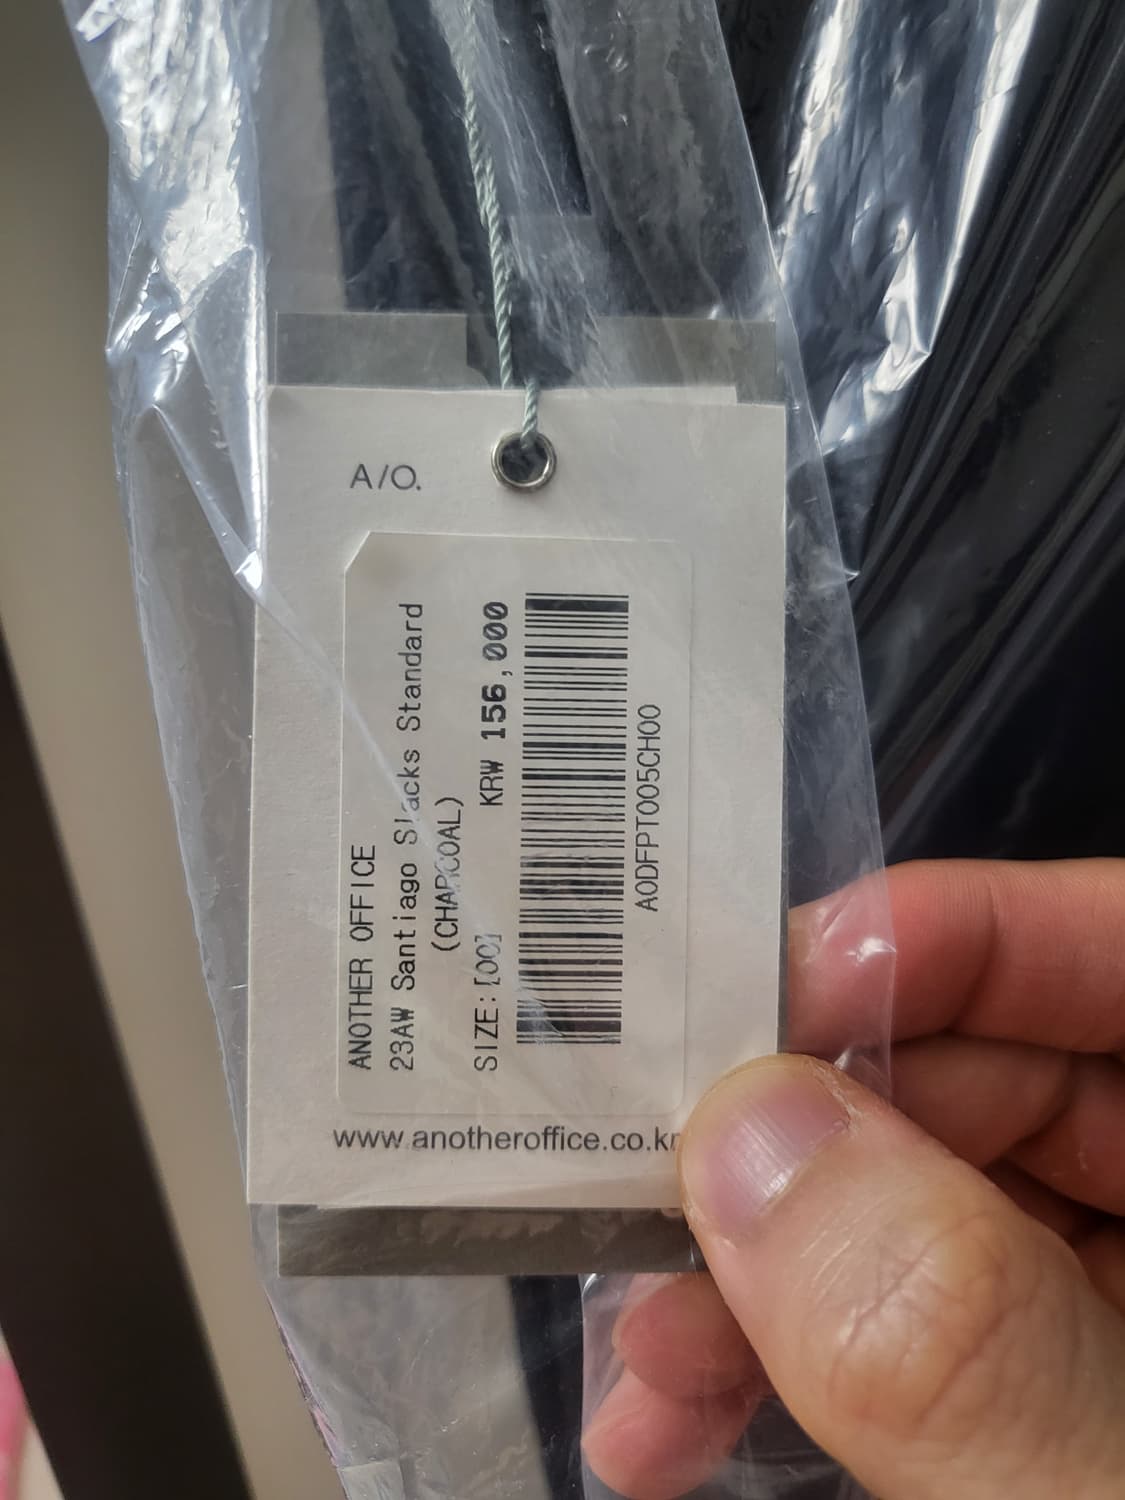 A/O.
ANOTHER OFFICE
23AW Santiago Slacks Standard
(CHARCOAL)
SIZE:[00] KRW 156,000
AODFPT005CH00
www.anotheroffice.co.kr